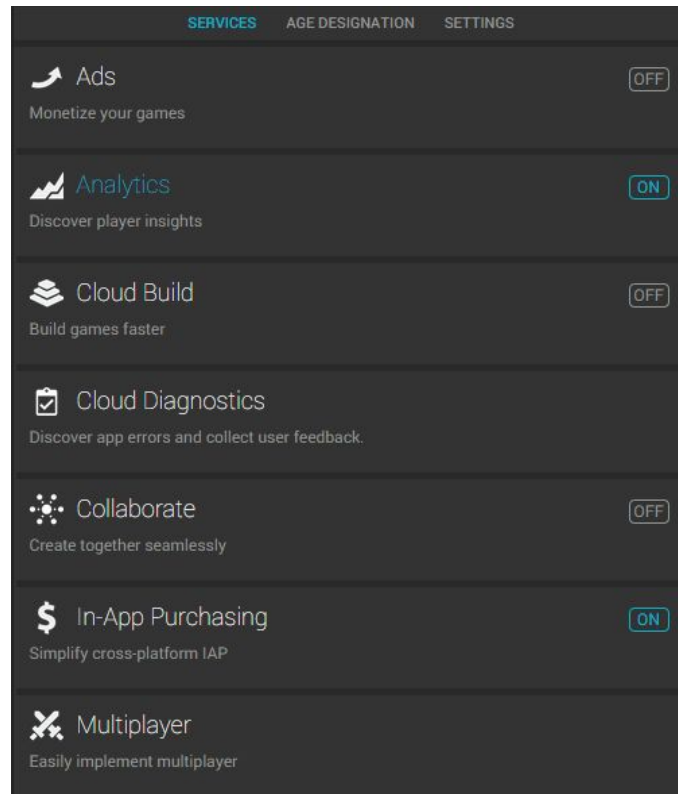 SERVICES AGE DESIGNATION SETTINGS
Ads OFF
Monetize your games
Analytics ON
Discover player insights
Cloud Build OFF
Build games faster
Cloud Diagnostics
Discover app errors and collect user feedback.
Collaborate OFF
Create together seamlessly
In-App Purchasing ON
Simplify cross-platform IAP
Multiplayer
Easily implement multiplayer